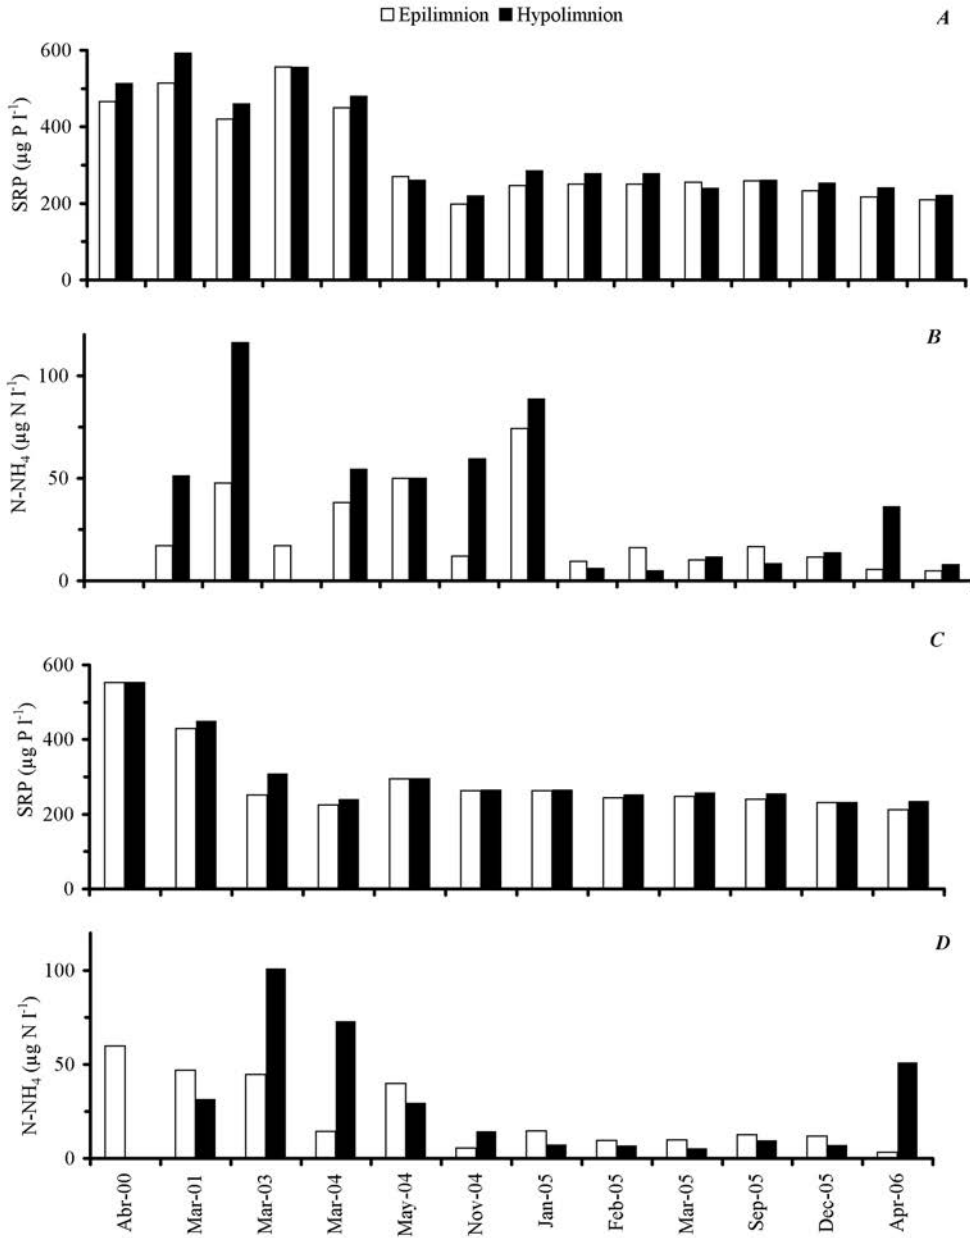 Epilimnion Hypolimnion
A
SRP (µg P l⁻¹)
600
400
200
0
B
N-NH₄ (µg N l⁻¹)
100
50
0
C
SRP (µg P l⁻¹)
600
400
200
0
D
N-NH₄ (µg N l⁻¹)
100
50
0
Abr-00
Mar-01
Mar-03
Mar-04
May-04
Nov-04
Jan-05
Feb-05
Mar-05
Sep-05
Dec-05
Apr-06